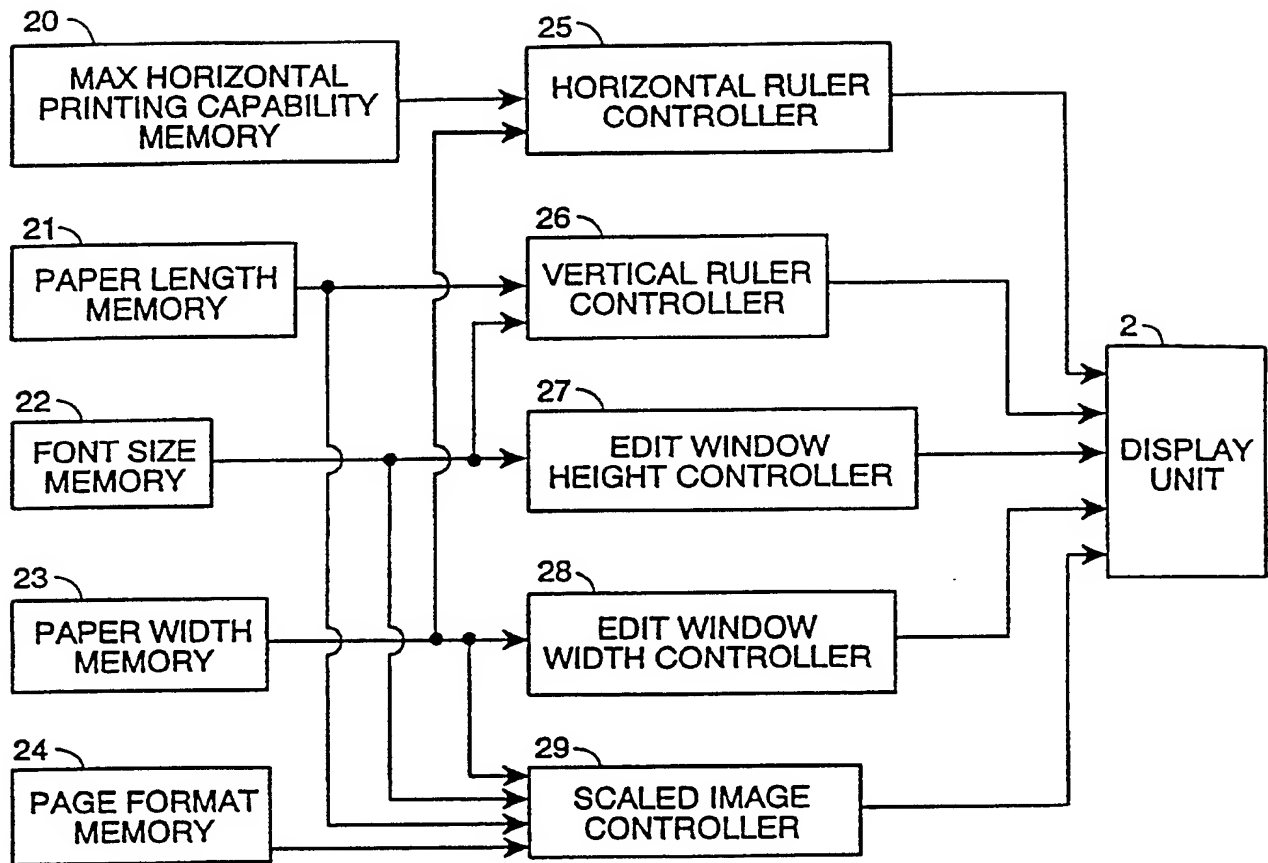 20
MAX HORIZONTAL
PRINTING CAPABILITY
MEMORY
25
HORIZONTAL RULER
CONTROLLER
21
PAPER LENGTH
MEMORY
26
VERTICAL RULER
CONTROLLER
2
DISPLAY
UNIT
22
FONT SIZE
MEMORY
27
EDIT WINDOW
HEIGHT CONTROLLER
23
PAPER WIDTH
MEMORY
28
EDIT WINDOW
WIDTH CONTROLLER
24
PAGE FORMAT
MEMORY
29
SCALED IMAGE
CONTROLLER